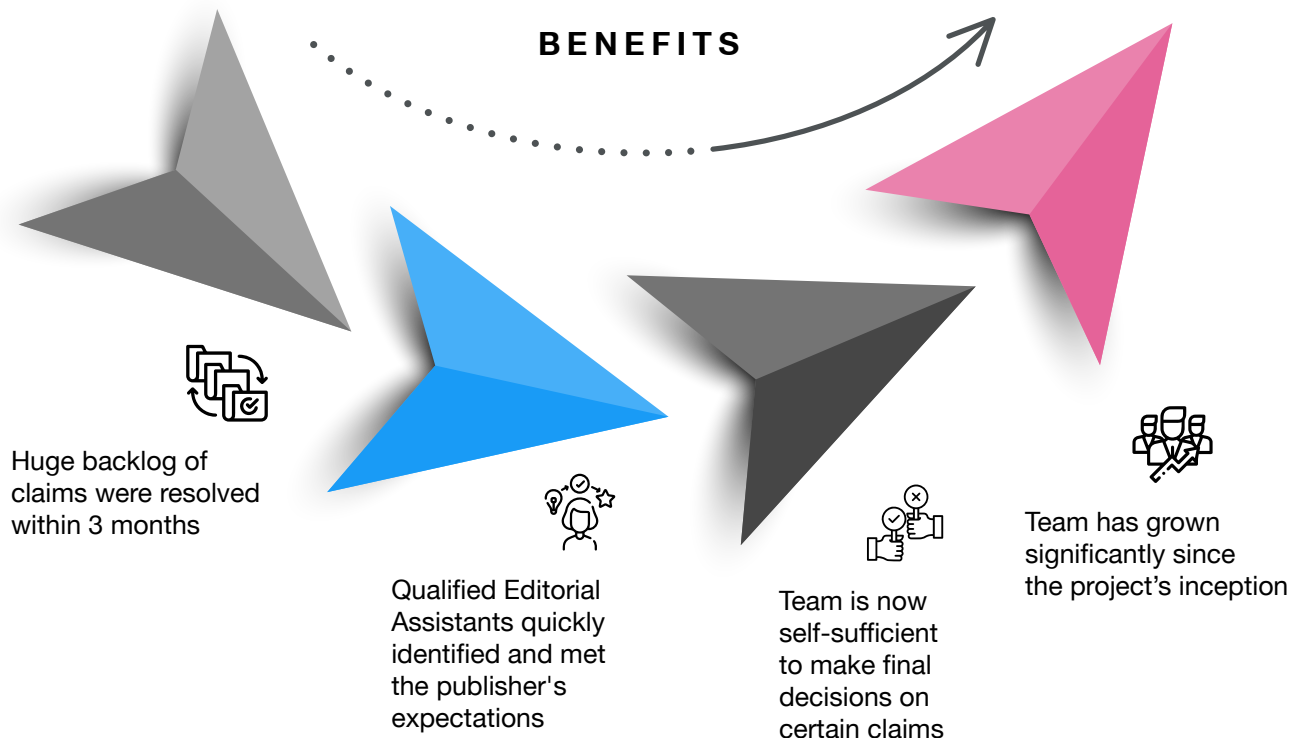 BENEFITS
Huge backlog of
claims were resolved
within 3 months
Qualified Editorial
Assistants quickly
identified and met
the publisher's
expectations
Team is now
self-sufficient
to make final
decisions on
certain claims
Team has grown
significantly since
the project’s inception